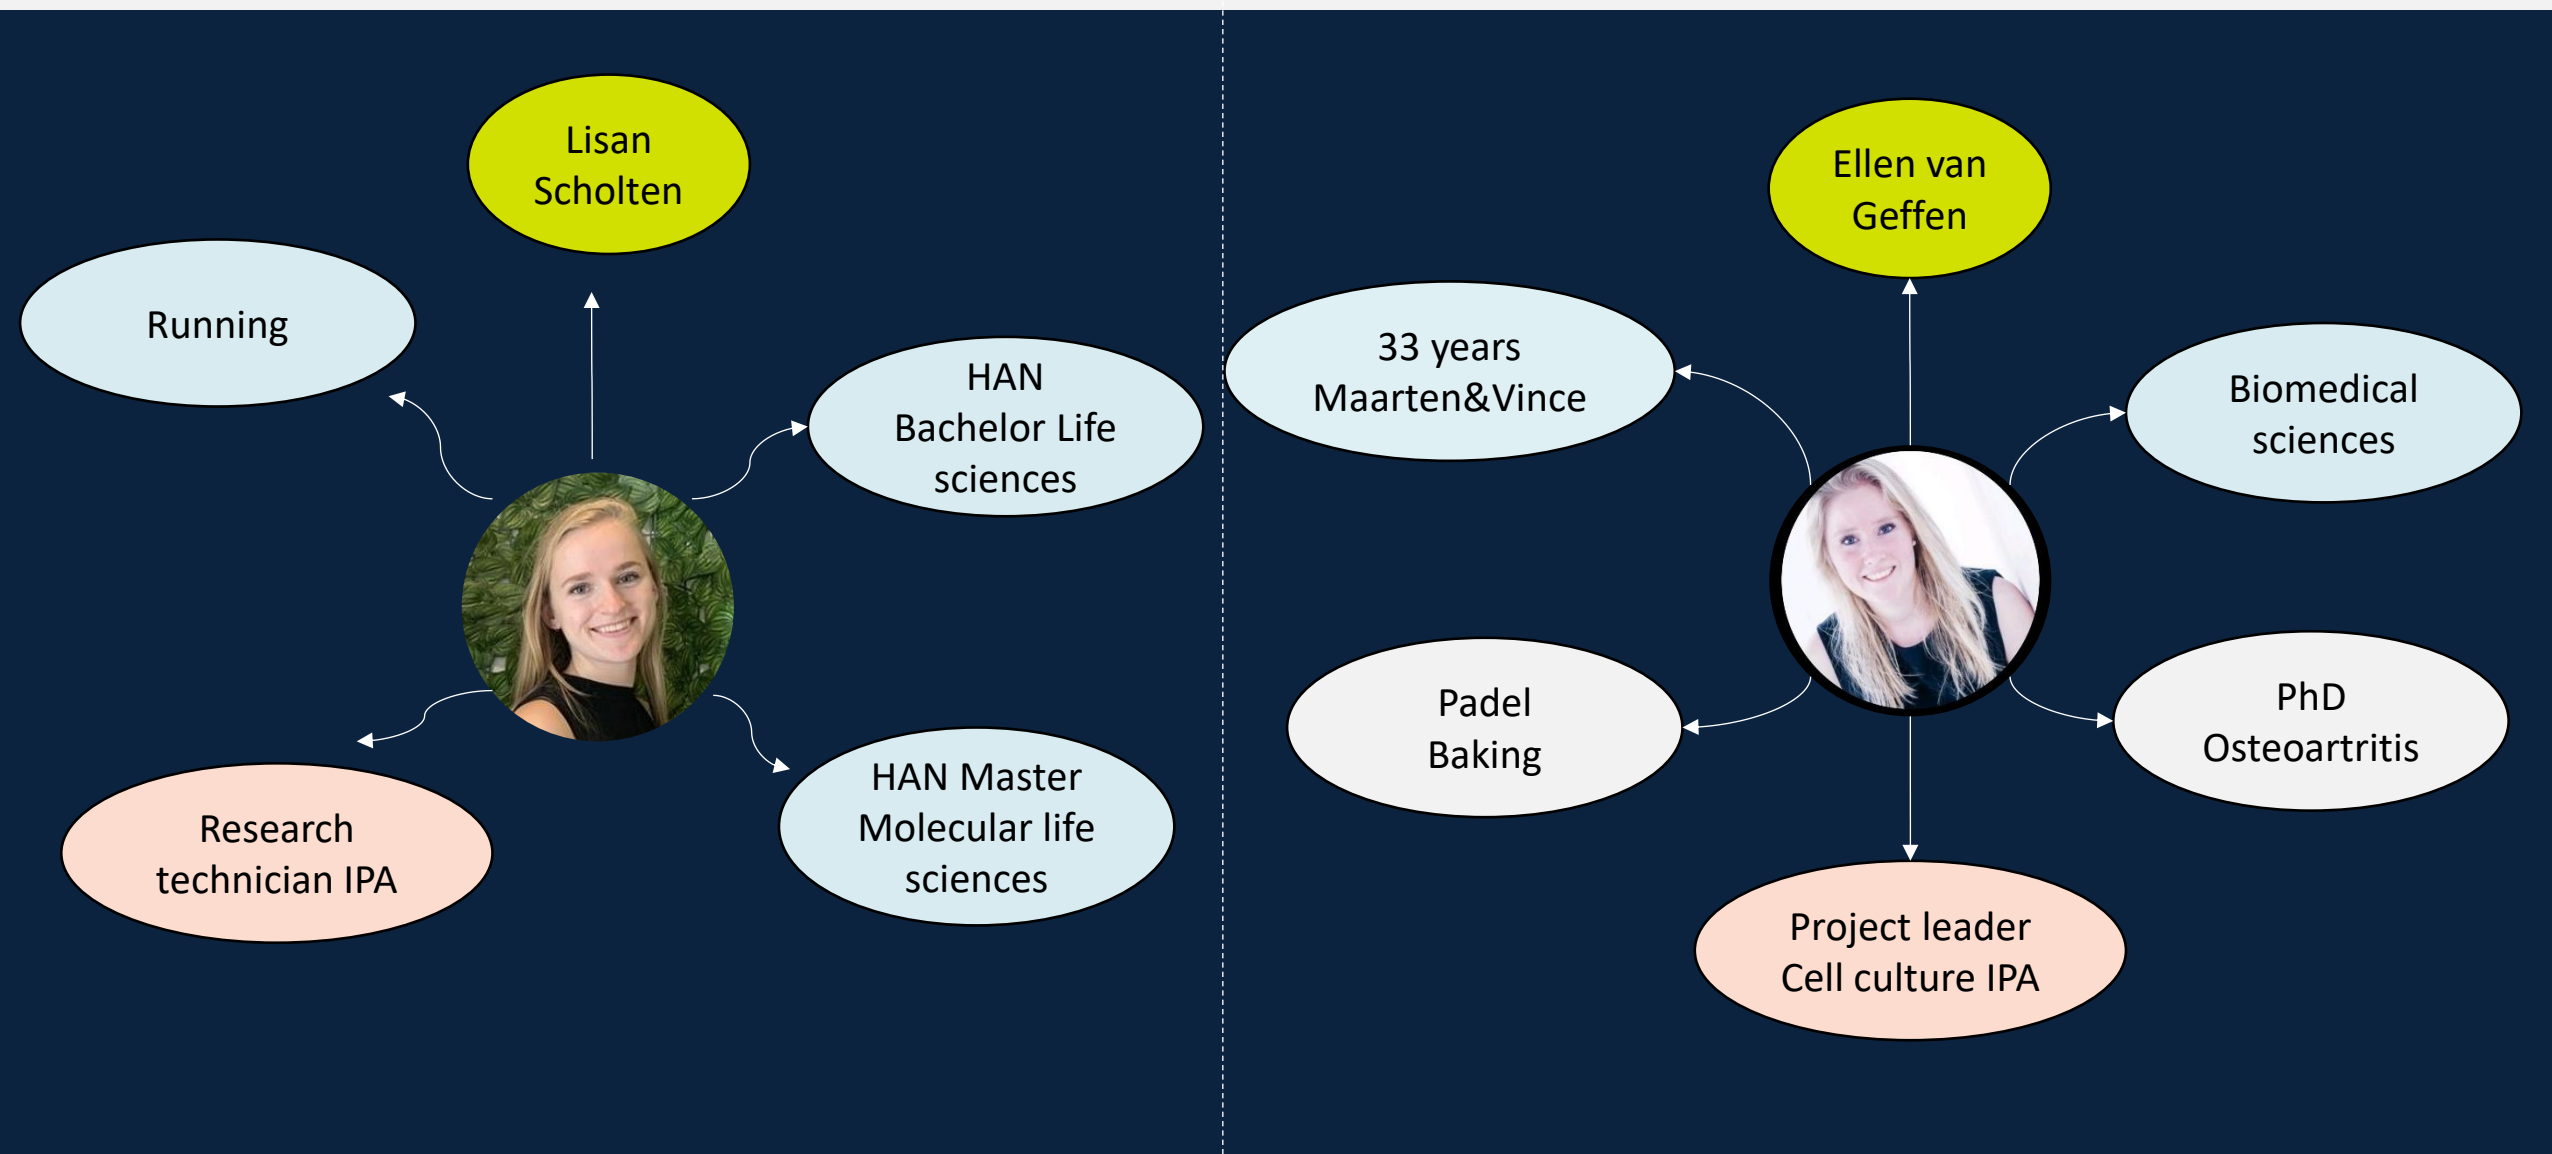 Lisan
Scholten
Running
HAN
Bachelor Life
sciences
Research
technician IPA
HAN Master
Molecular life
sciences
Ellen van
Geffen
33 years
Maarten&Vince
Biomedical
sciences
Padel
Baking
PhD
Osteoartritis
Project leader
Cell culture IPA